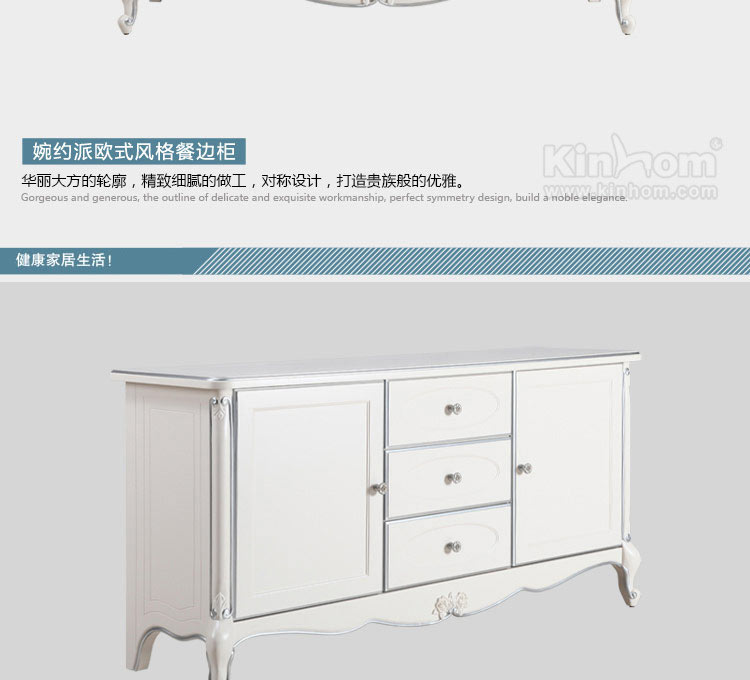 婉约派欧式风格餐边柜
Kinhom
华丽大方的轮廓，精致细腻的做工，对称设计，打造贵族般的优雅。
www.kinhom.com
Gorgeous and generous, the outline of delicate and exquisite workmanship, perfect symmetry design, build a noble elegance.
健康家居生活！